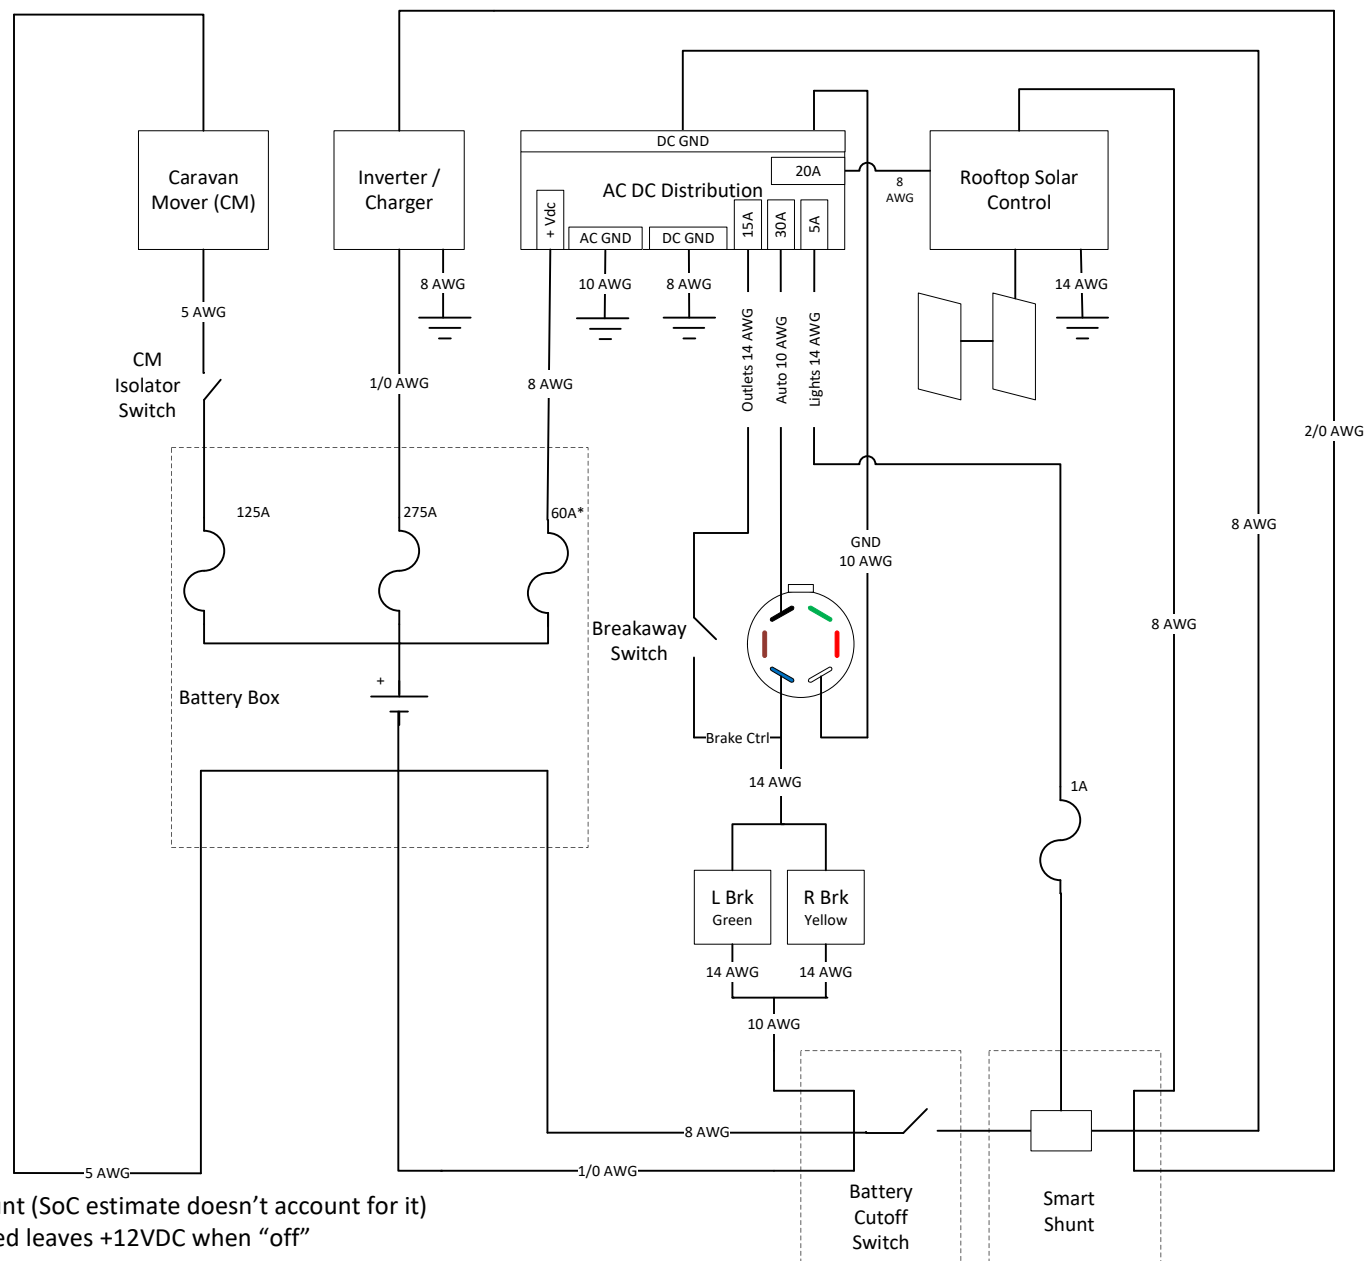 DC GND
20A
Caravan
Mover (CM)
Inverter /
Charger
AC DC Distribution
8
AWG
Rooftop Solar
Control
+ Vdc
AC GND
DC GND
15A
30A
5A
8 AWG
10 AWG
8 AWG
14 AWG
5 AWG
CM
Isolator
Switch
1/0 AWG
8 AWG
Outlets 14 AWG
Auto 10 AWG
Lights 14 AWG
2/0 AWG
125A
275A
60A*
8 AWG
GND
10 AWG
Breakaway
Switch
8 AWG
+
Battery Box
Brake Ctrl
14 AWG
1A
L Brk
Green
R Brk
Yellow
14 AWG
14 AWG
10 AWG
8 AWG
5 AWG
1/0 AWG
Battery
Cutoff
Switch
Smart
Shunt
(SoC estimate doesn’t account for it)
leaves +12VDC when “off”